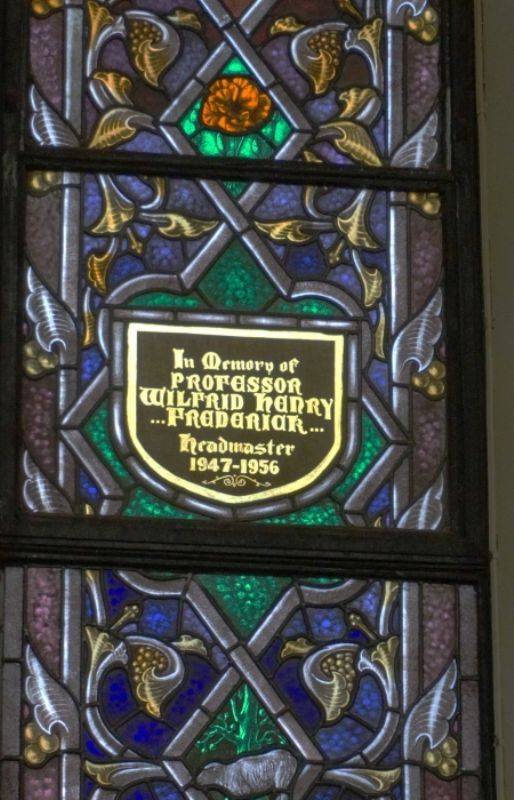 In Memory of
PROFESSOR
WILFRID HENRY
...FREDERICK...
Headmaster
1947-1956